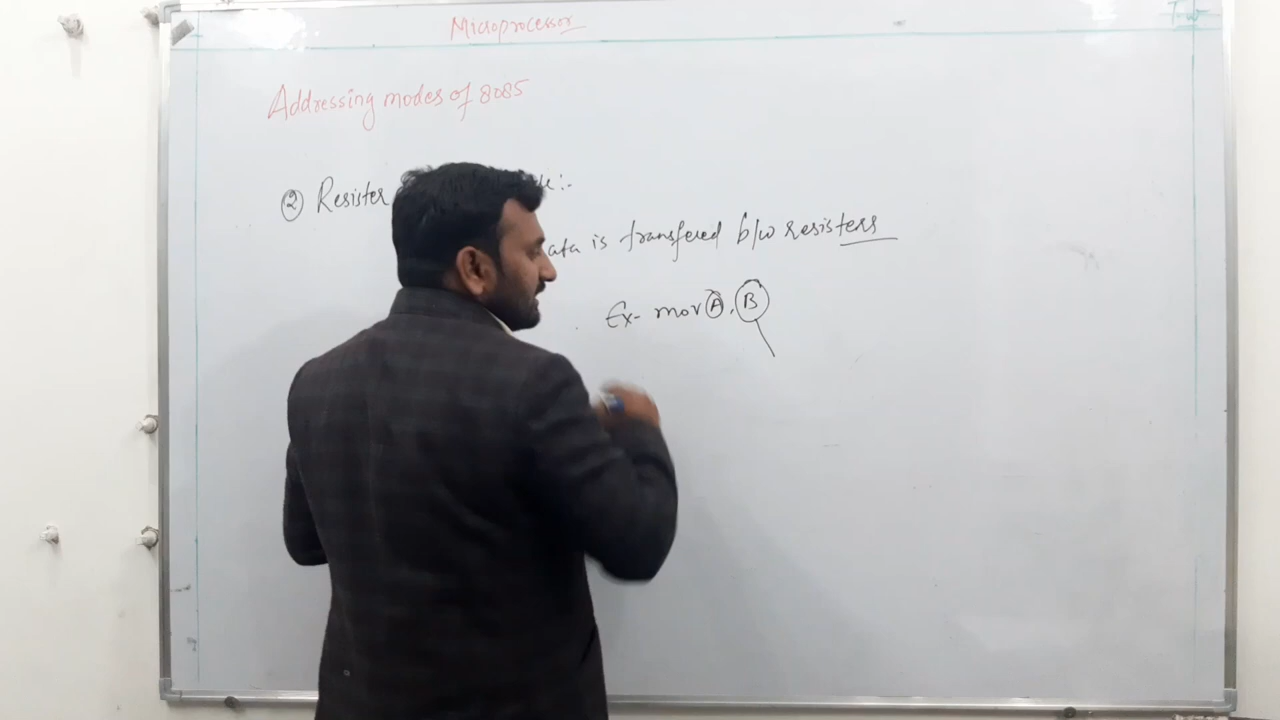 Microprocessor
Addressing modes of 8085
② Resister
ata is transfered b/w resisters
Ex- mov A, B